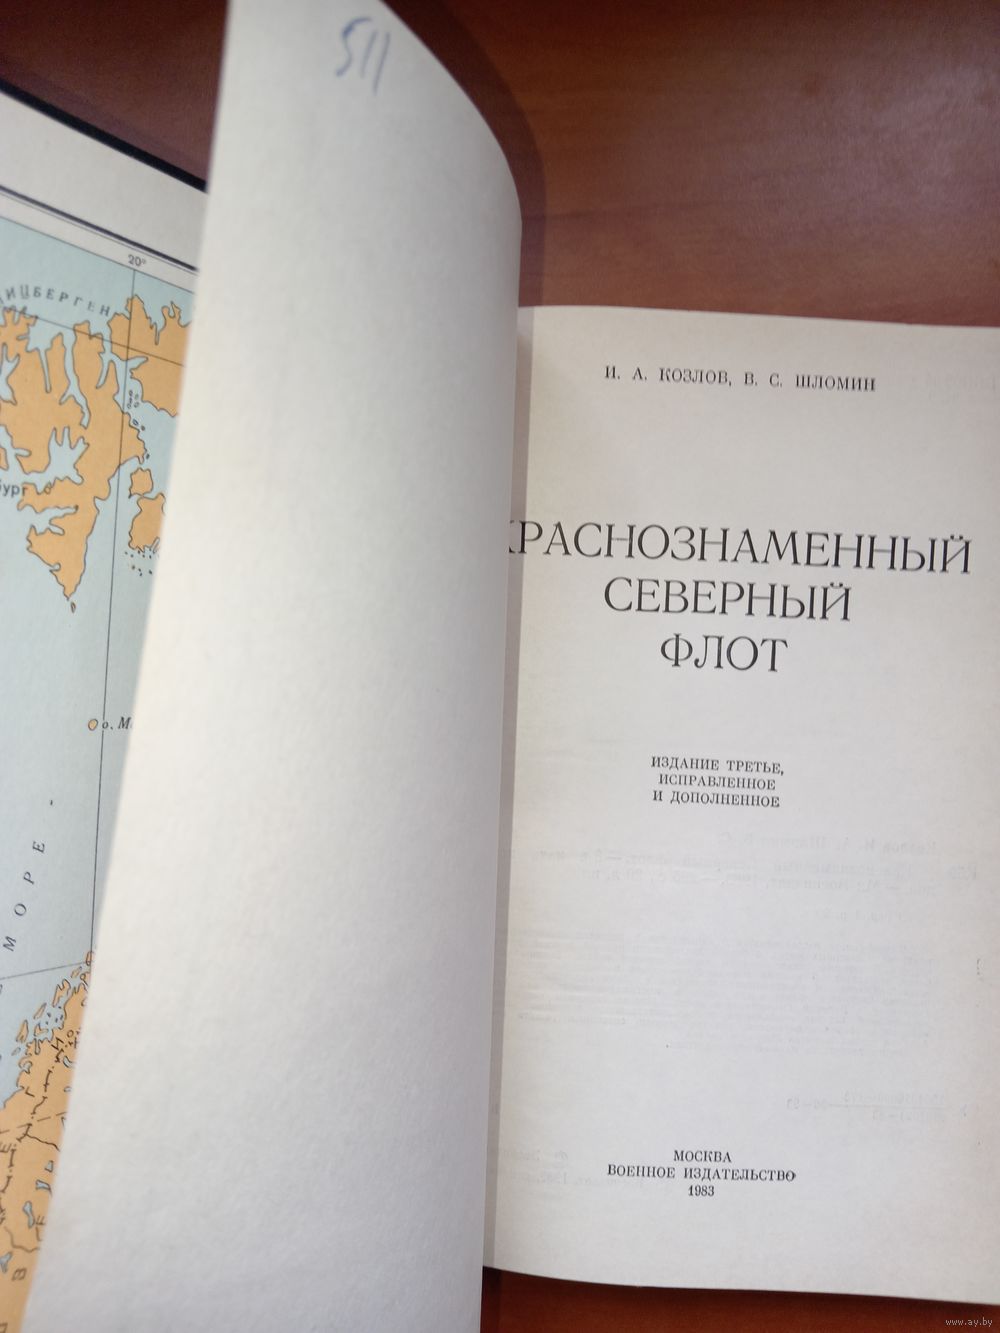 511
20°
ИЦБЕРГЕН
о. М
МОРЕ
И. А. КОЗЛОВ, В. С. ШЛОМИН
КРАСНОЗНАМЕННЫЙ
СЕВЕРНЫЙ
ФЛОТ
ИЗДАНИЕ ТРЕТЬЕ,
ИСПРАВЛЕННОЕ
И ДОПОЛНЕННОЕ
МОСКВА
ВОЕННОЕ ИЗДАТЕЛЬСТВО
1983
www.ay.by